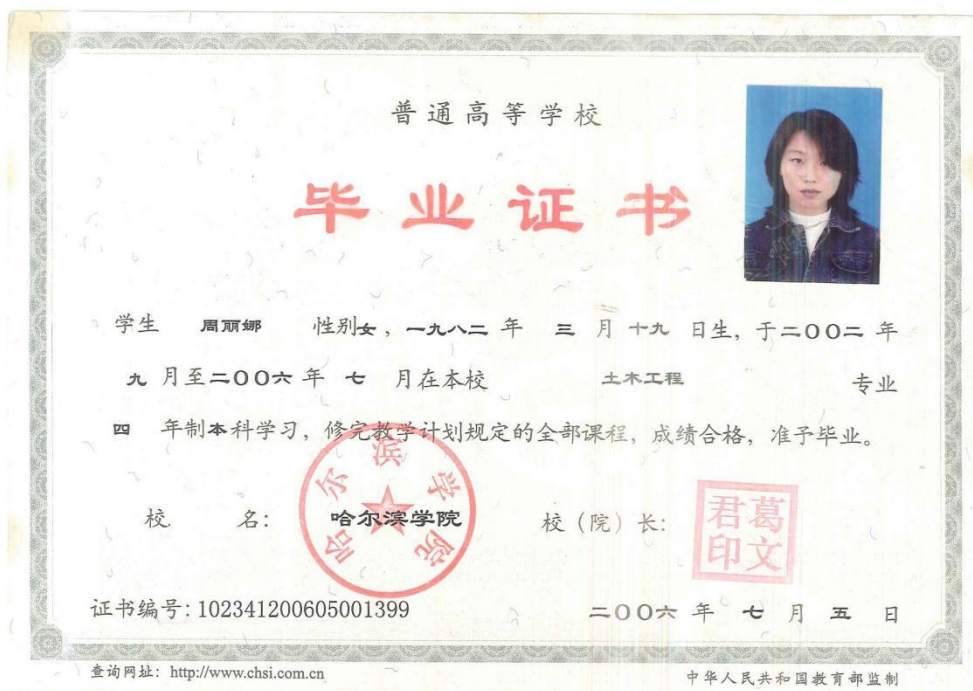 普通高等学校
毕业证书
学生 周丽娜 性别女，一九八二 年 三 月 十九 日生，于二〇〇二 年
九 月至二〇〇六 年 七 月在本校 土木工程 专业
四 年制本科学习，修完教学计划规定的全部课程，成绩合格，准予毕业。
校 名： 哈尔滨学院 校（院）长：
哈尔滨学院
葛文君印
证书编号：102341200605001399 二〇〇六 年 七 月 五 日
查询网址：http://www.chsi.com.cn 中华人民共和国教育部监制